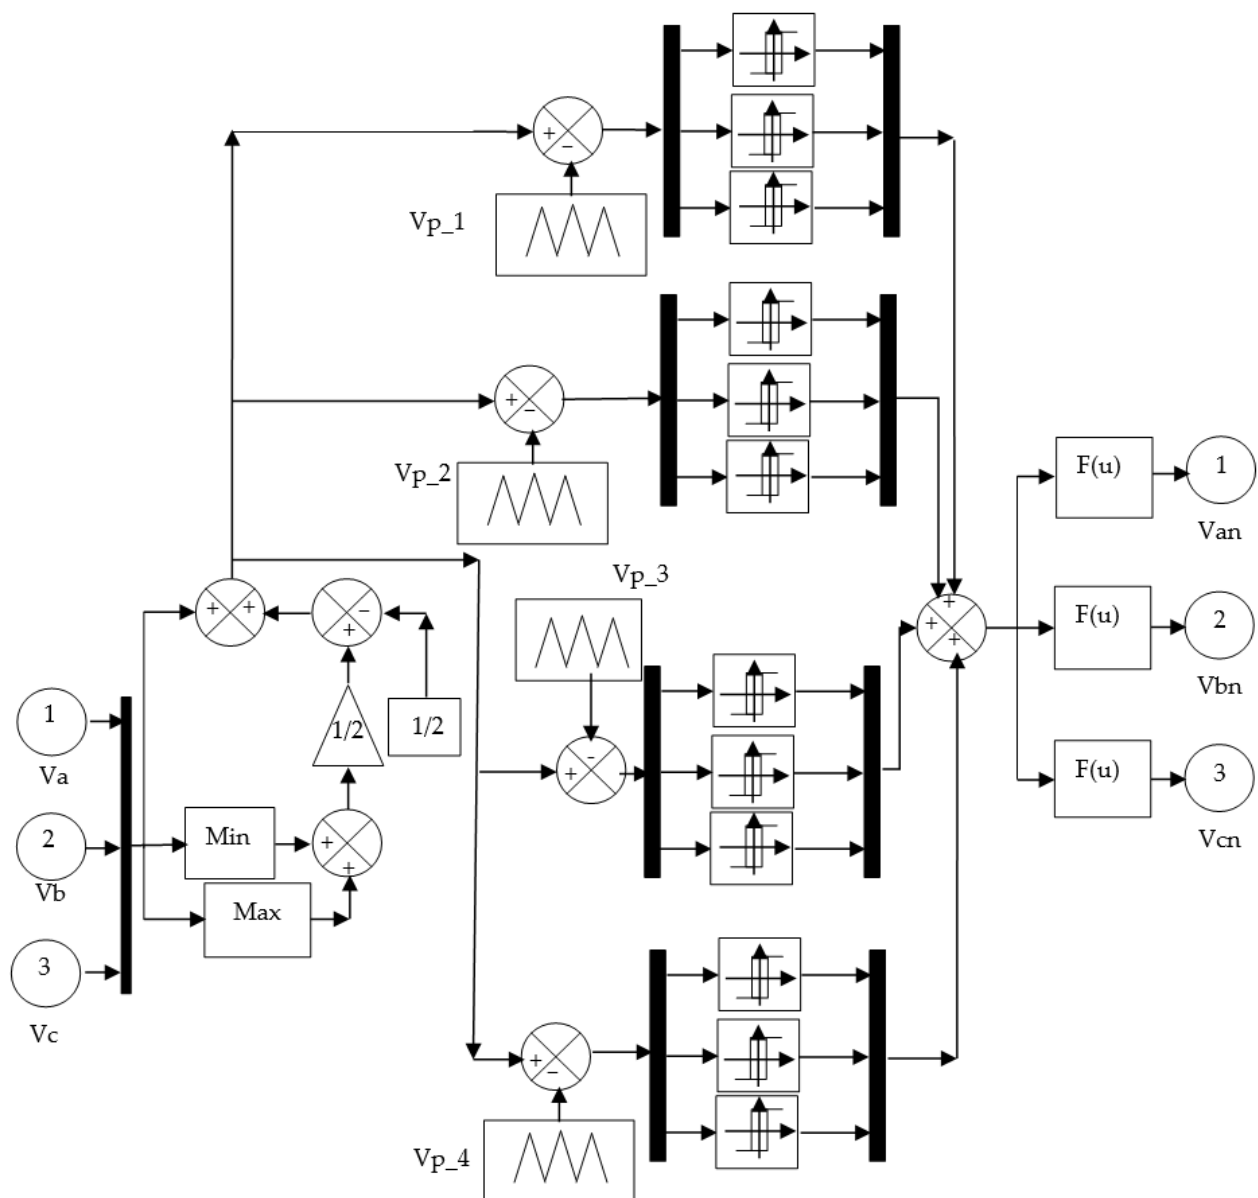 Vp_1
+
−
Vp_2
+
−
Vp_3
-
+
+
+
−
+
1/2
1/2
1
Va
2
Vb
3
Vc
Min
Max
+
+
Vp_4
+
−
+
+
+
F(u)
1
Van
F(u)
2
Vbn
F(u)
3
Vcn